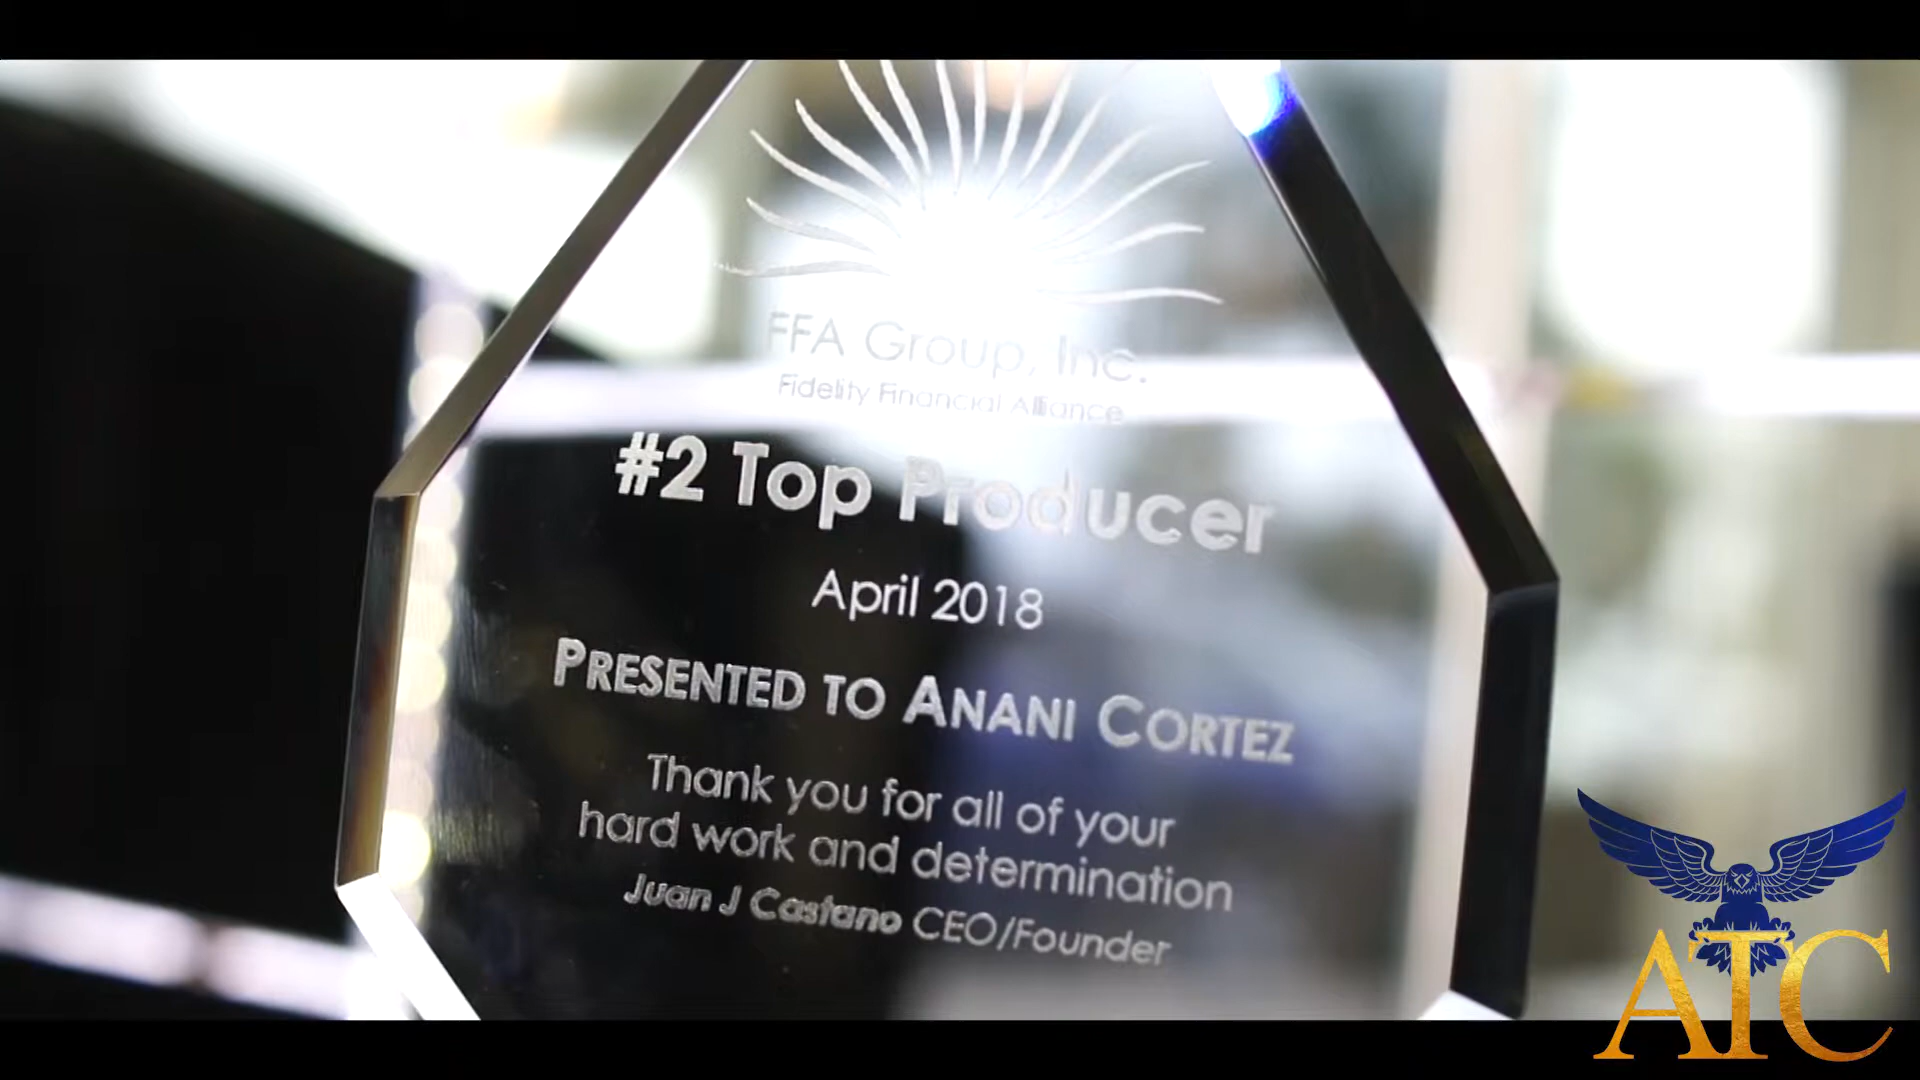 FFA Group, Inc.
Fidelity Financial Alliance
#2 Top Producer
April 2018
PRESENTED TO ANANI CORTEZ
Thank you for all of your
hard work and determination
Juan J Castano CEO/Founder
ATC